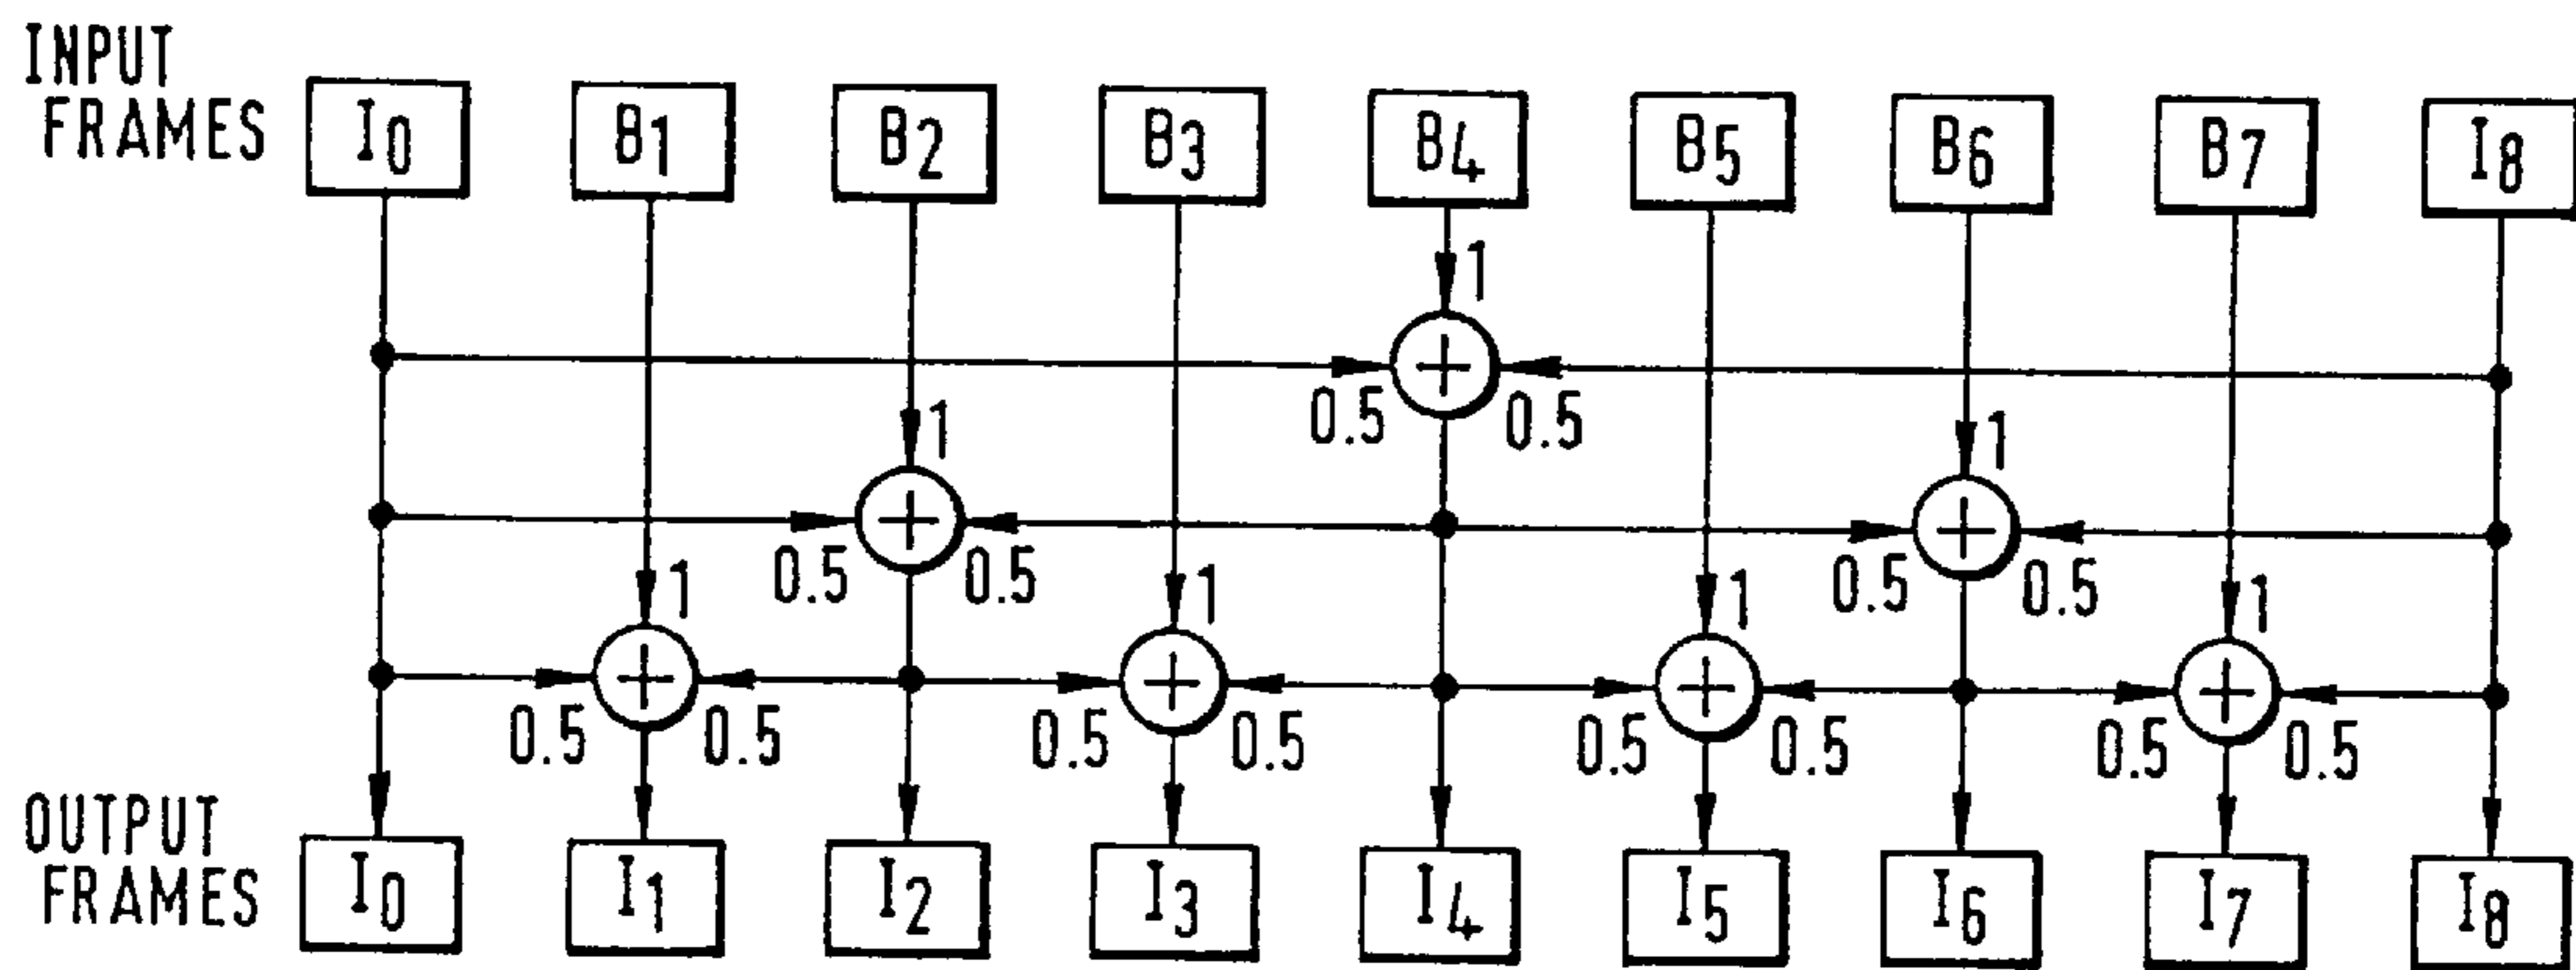 INPUT
FRAMES
I0 B1 B2 B3 B4 B5 B6 B7 I8
1
0.5 0.5
1 1
0.5 0.5 0.5 0.5
1 1 1 1
0.5 0.5 0.5 0.5 0.5 0.5 0.5 0.5
OUTPUT
FRAMES
I0 I1 I2 I3 I4 I5 I6 I7 I8